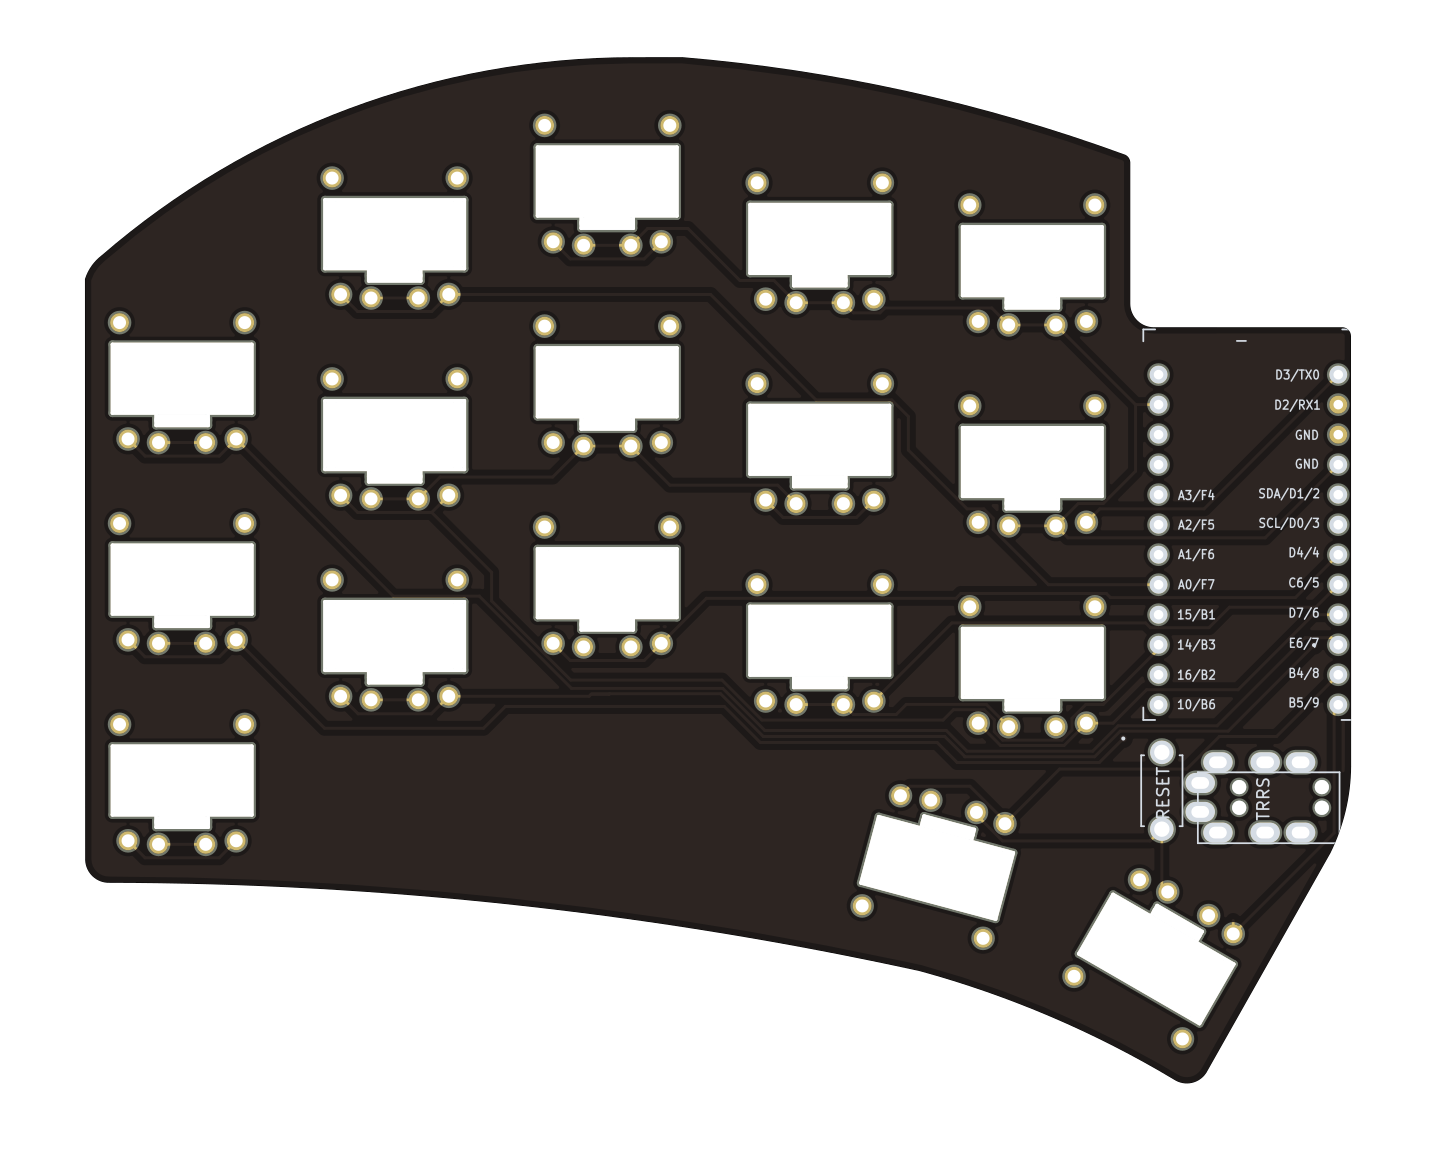 D3/TX0
D2/RX1
GND
GND
A3/F4 SDA/D1/2
A2/F5 SCL/D0/3
A1/F6 D4/4
A0/F7 C6/5
15/B1 D7/6
14/B3 E6/7
16/B2 B4/8
10/B6 B5/9
RESET
TRRS